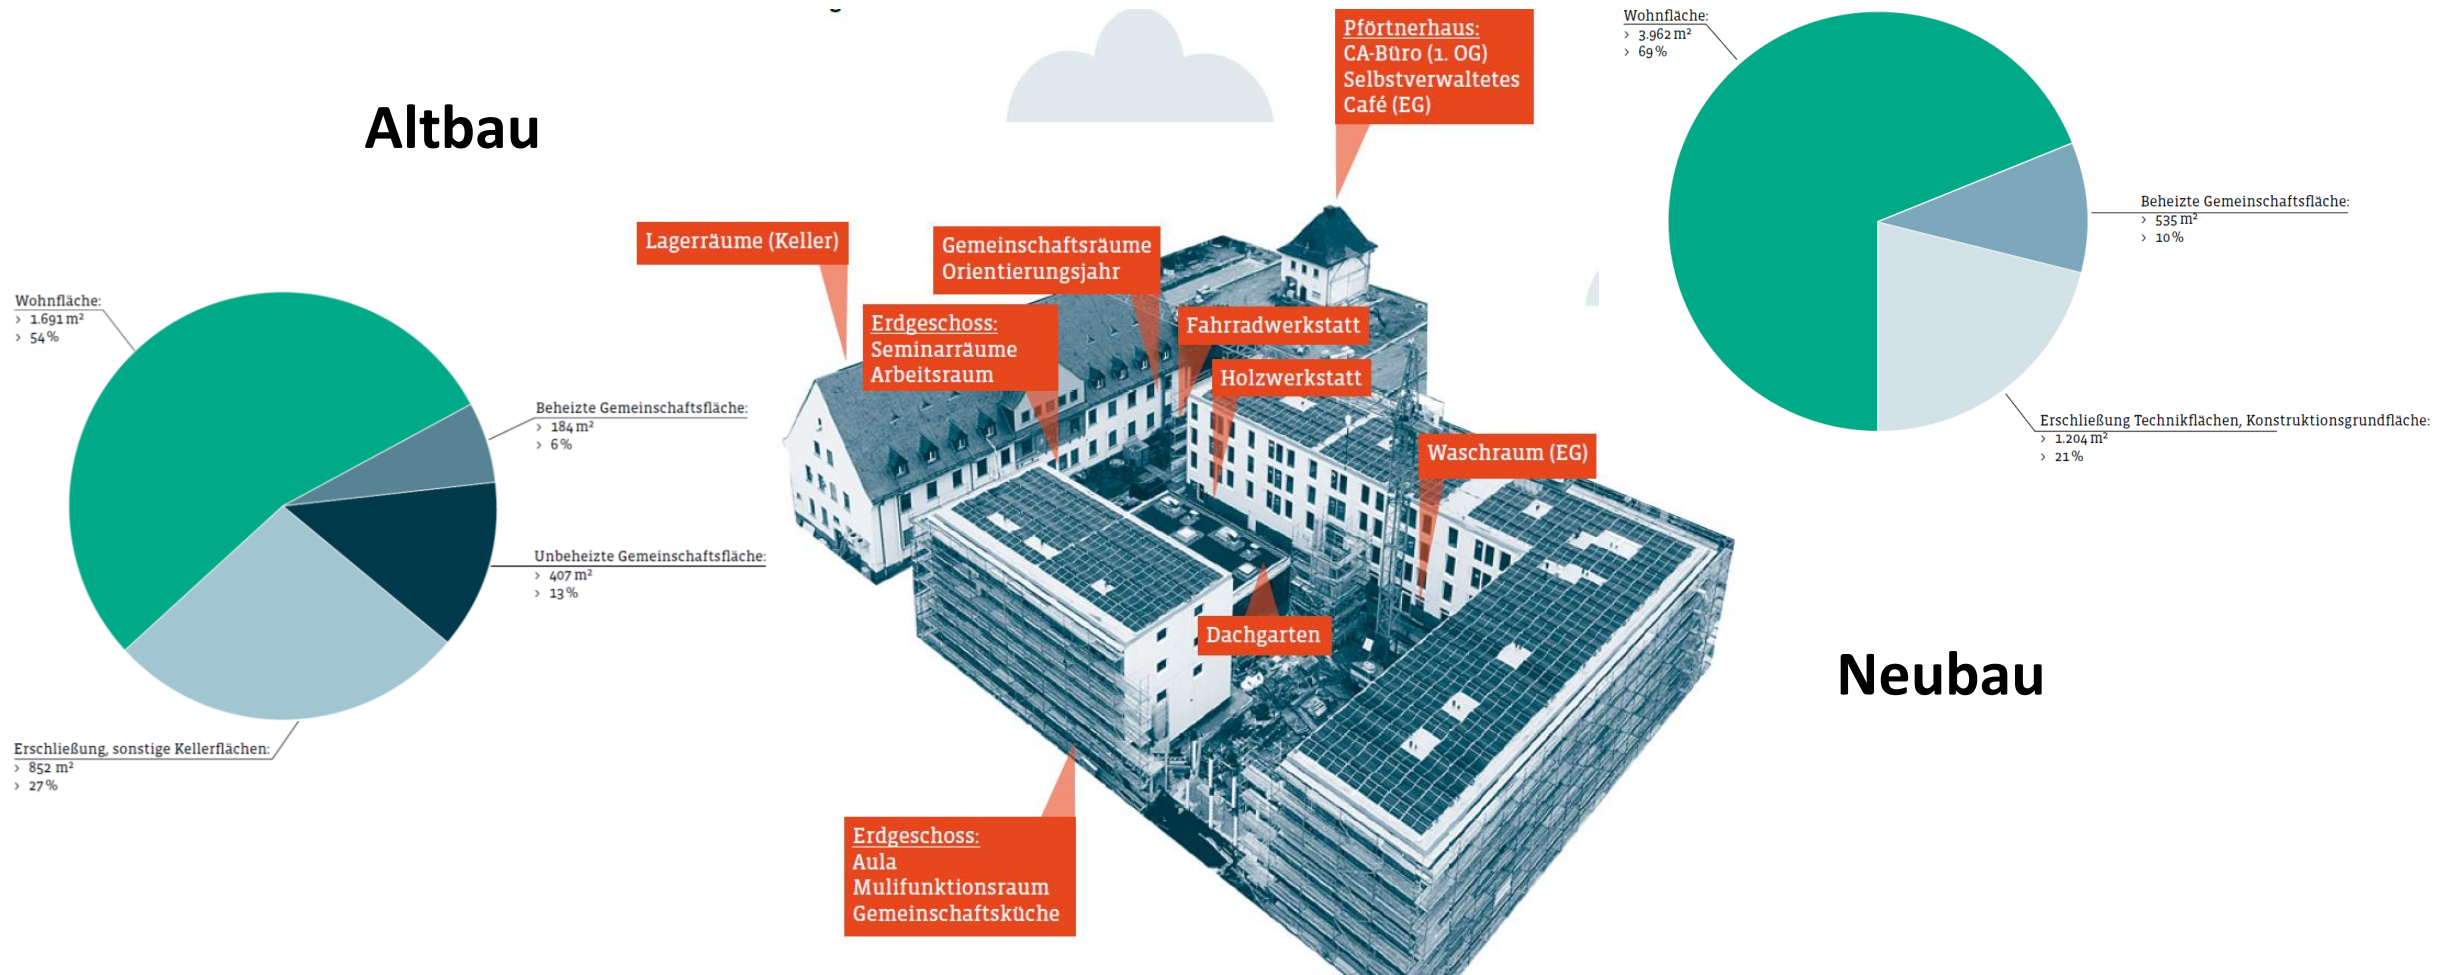 Altbau
Wohnfläche:
› 1.691 m²
› 54 %
Beheizte Gemeinschaftsfläche:
› 184 m²
› 6 %
Unbeheizte Gemeinschaftsfläche:
› 407 m²
› 13 %
Erschließung, sonstige Kellerflächen:
› 852 m²
› 27 %
Pförtnerhaus:
CA-Büro (1. OG)
Selbstverwaltetes
Café (EG)
Lagerräume (Keller)
Gemeinschaftsräume
Orientierungsjahr
Erdgeschoss:
Seminarräume
Arbeitsraum
Fahrradwerkstatt
Holzwerkstatt
Waschraum (EG)
Dachgarten
Erdgeschoss:
Aula
Mulifunktionsraum
Gemeinschaftsküche
Wohnfläche:
› 3.962 m²
› 69 %
Beheizte Gemeinschaftsfläche:
› 535 m²
› 10 %
Erschließung Technikflächen, Konstruktionsgrundfläche:
› 1.204 m²
› 21 %
Neubau